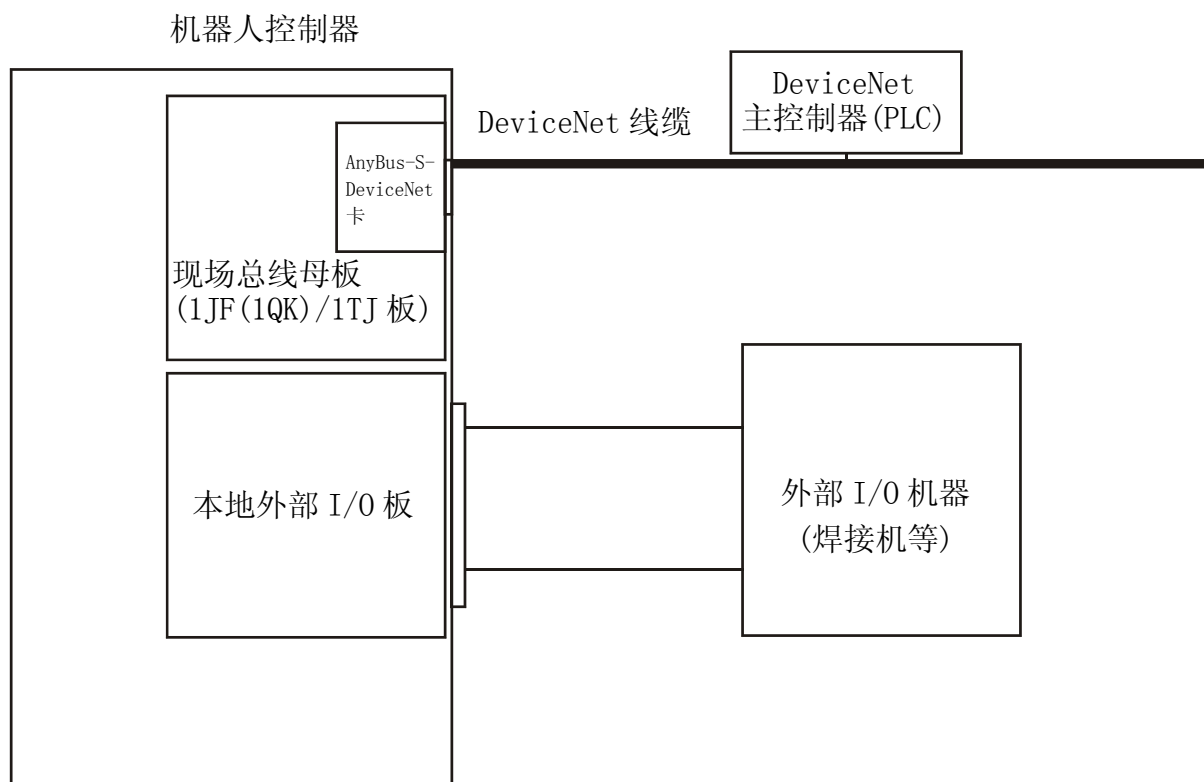 机器人控制器
DeviceNet
主控制器(PLC)
DeviceNet 线缆
AnyBus-S-
DeviceNet
卡
现场总线母板
(1JF(1QK)/1TJ 板)
本地外部 I/O 板
外部 I/O 机器
(焊接机等)